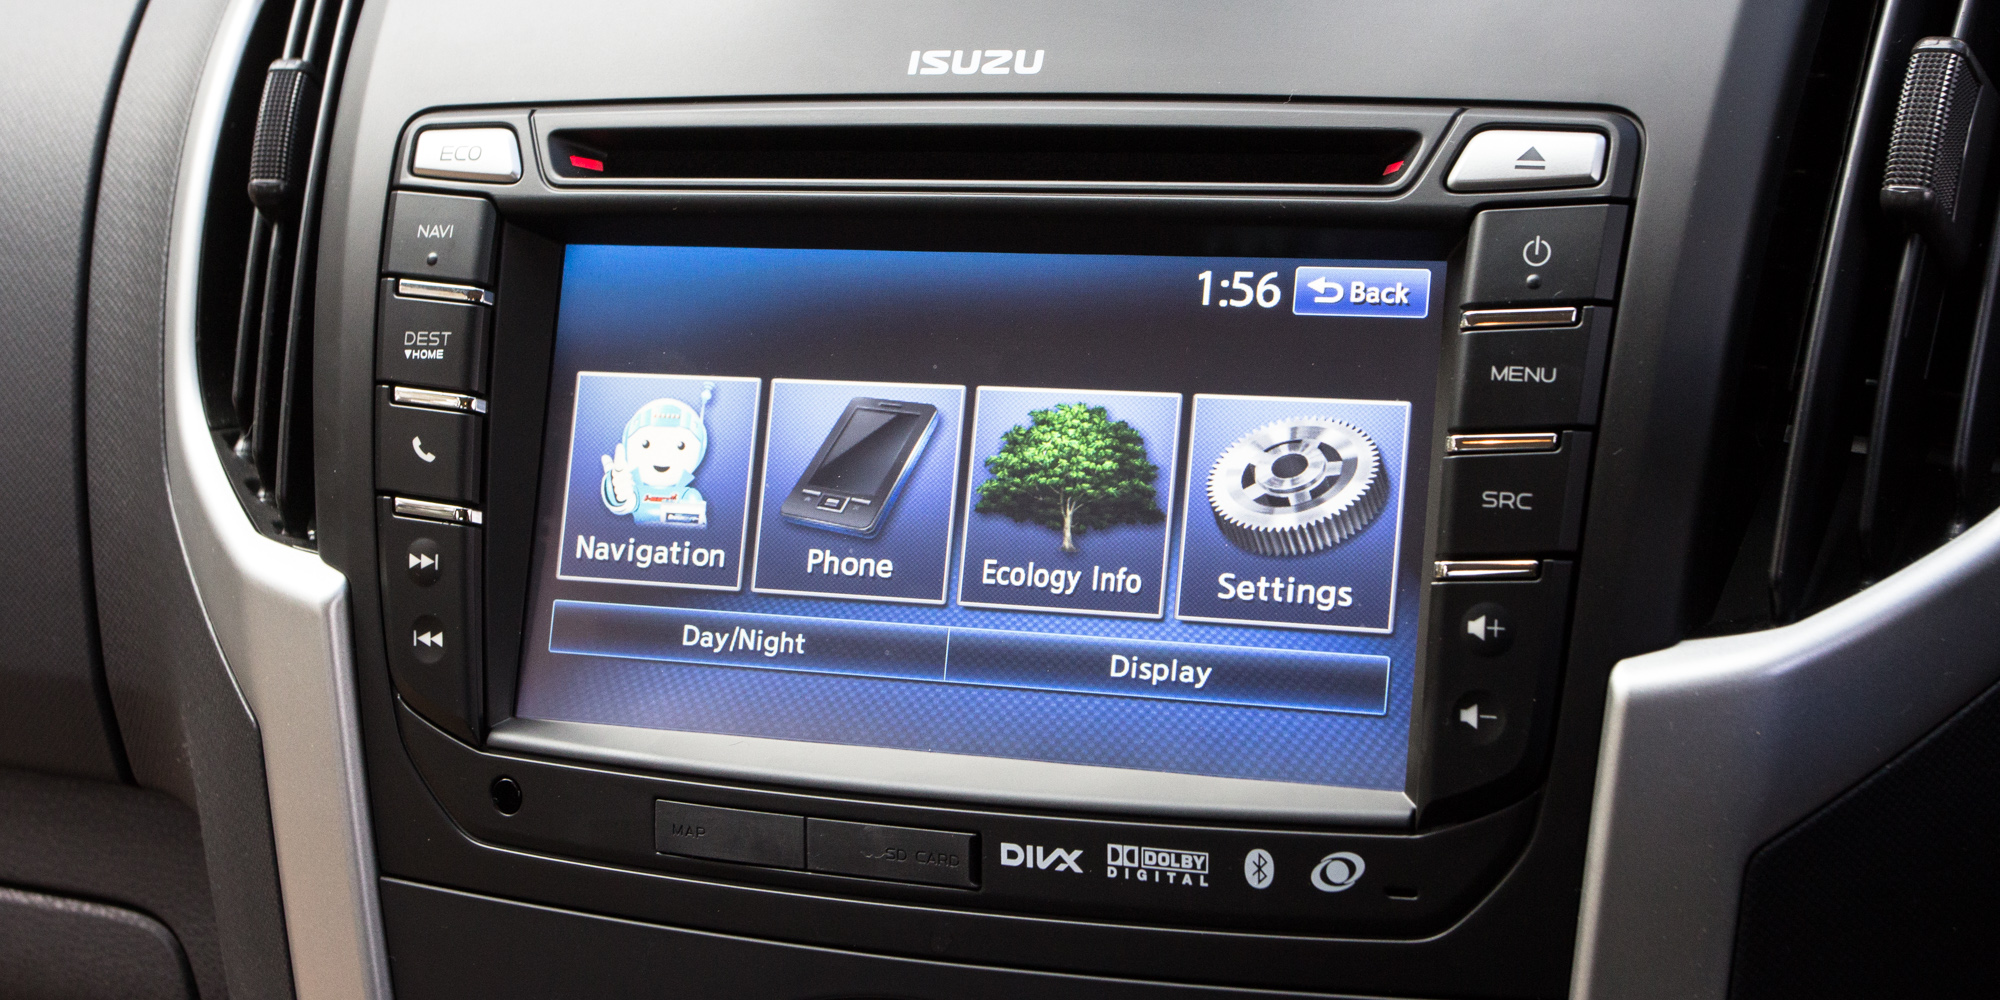 ISUZU
ECO
NAVI
1:56 Back
DEST
▼HOME
MENU
SRC
Navigation
Phone
Ecology Info
Settings
Day/Night
Display
MAP
SD CARD
DIVX
DOLBY
DIGITAL